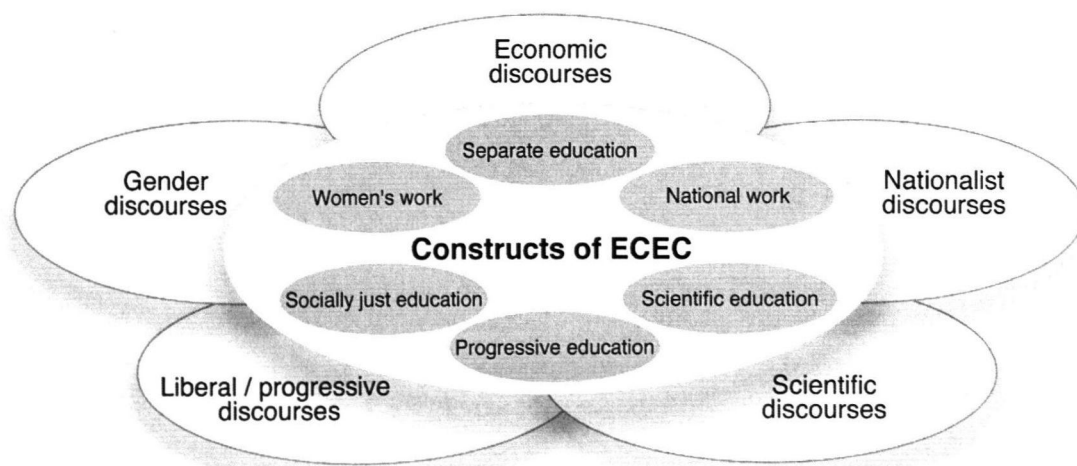 Economic
discourses
Separate education
Gender
discourses
Women's work
National work
Nationalist
discourses
Constructs of ECEC
Socially just education
Scientific education
Progressive education
Liberal / progressive
discourses
Scientific
discourses